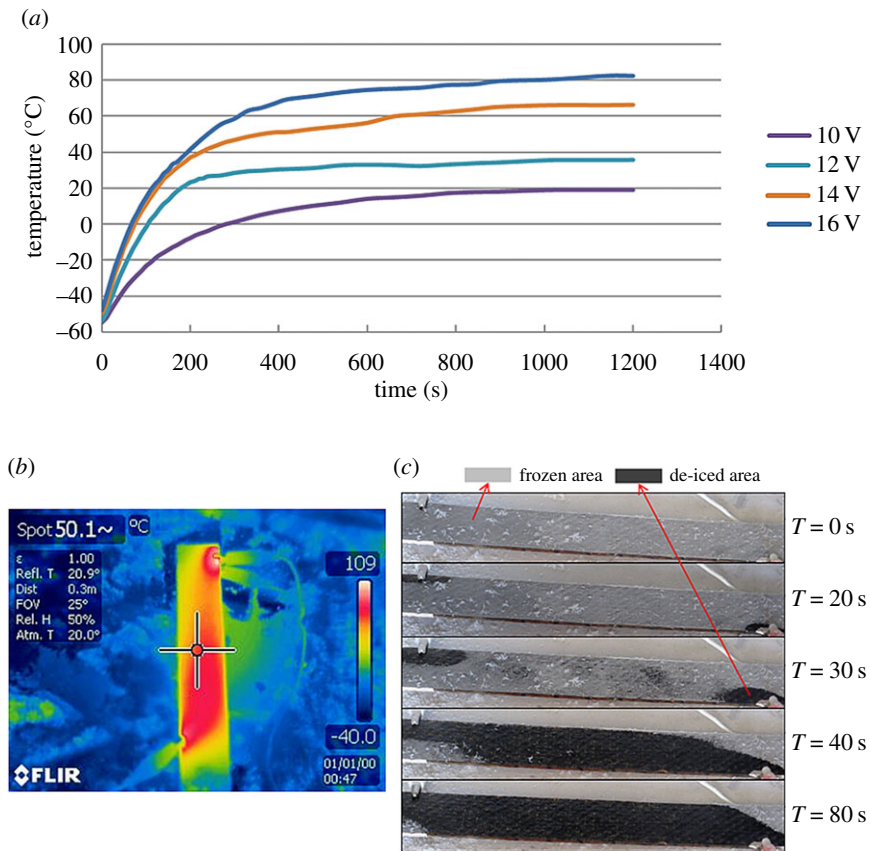 (a)
100
80
60
40
20
0
–20
–40
–60
temperature (°C)
0
200
400
600
800
1000
1200
1400
time (s)
10 V
12 V
14 V
16 V
(b)
Spot 50.1~ °C
ε 1.00
Refl. T 20.9°
Dist 0.3m
FOV 25°
Rel. H 50%
Atm. T 20.0°
109
-40.0
FLIR
01/01/00
00:47
(c)
frozen area
de-iced area
T = 0 s
T = 20 s
T = 30 s
T = 40 s
T = 80 s